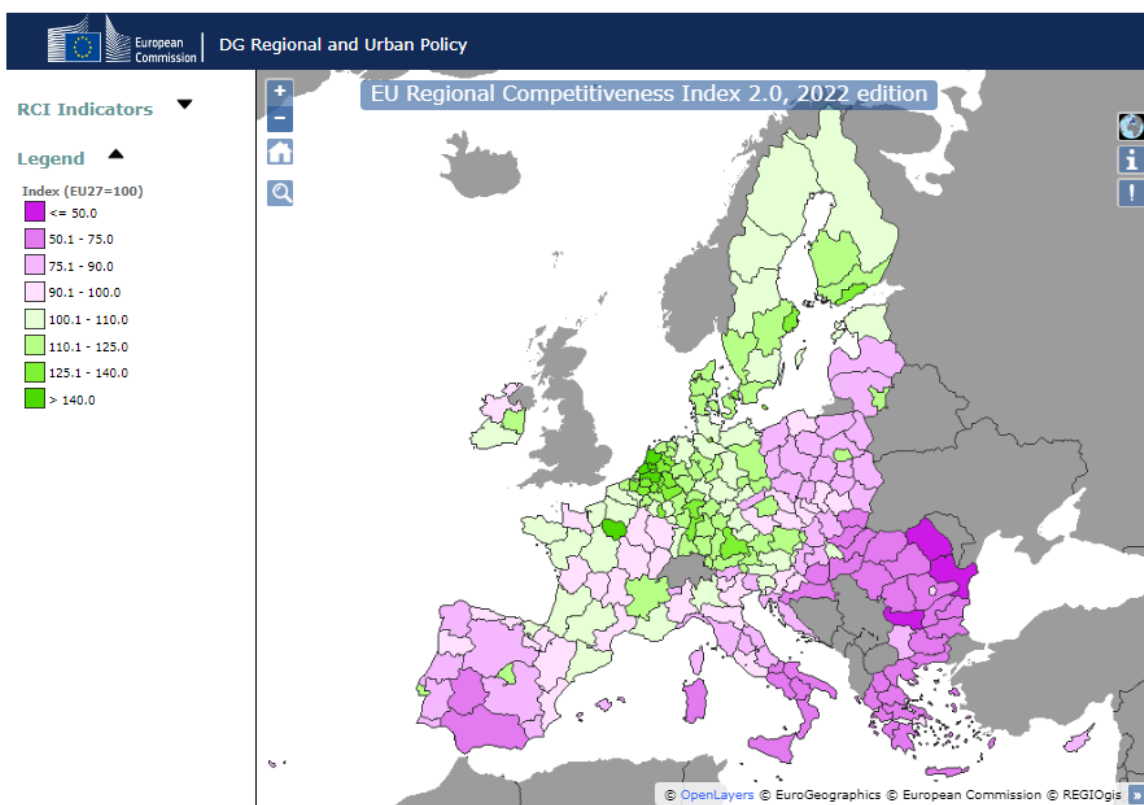 European
Commission
DG Regional and Urban Policy
RCI Indicators
Legend
Index (EU27=100)
<= 50.0
50.1 - 75.0
75.1 - 90.0
90.1 - 100.0
100.1 - 110.0
110.1 - 125.0
125.1 - 140.0
> 140.0
+
−
EU Regional Competitiveness Index 2.0, 2022 edition
i
!
© OpenLayers © EuroGeographics © European Commission © REGIOgis »